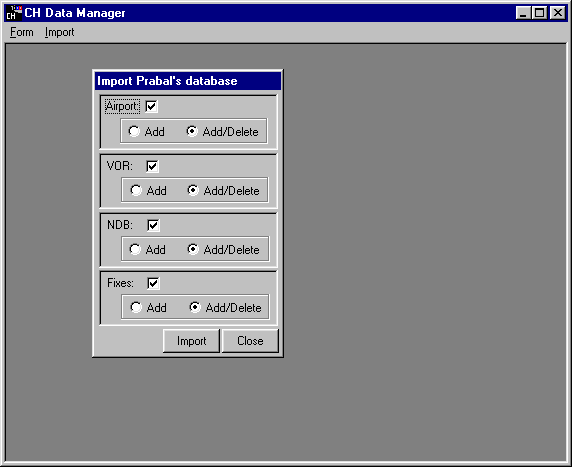 CH CH Data Manager
Form Import
Import Prabal's database
Airport:
Add Add/Delete
VOR:
Add Add/Delete
NDB:
Add Add/Delete
Fixes:
Add Add/Delete
Import Close